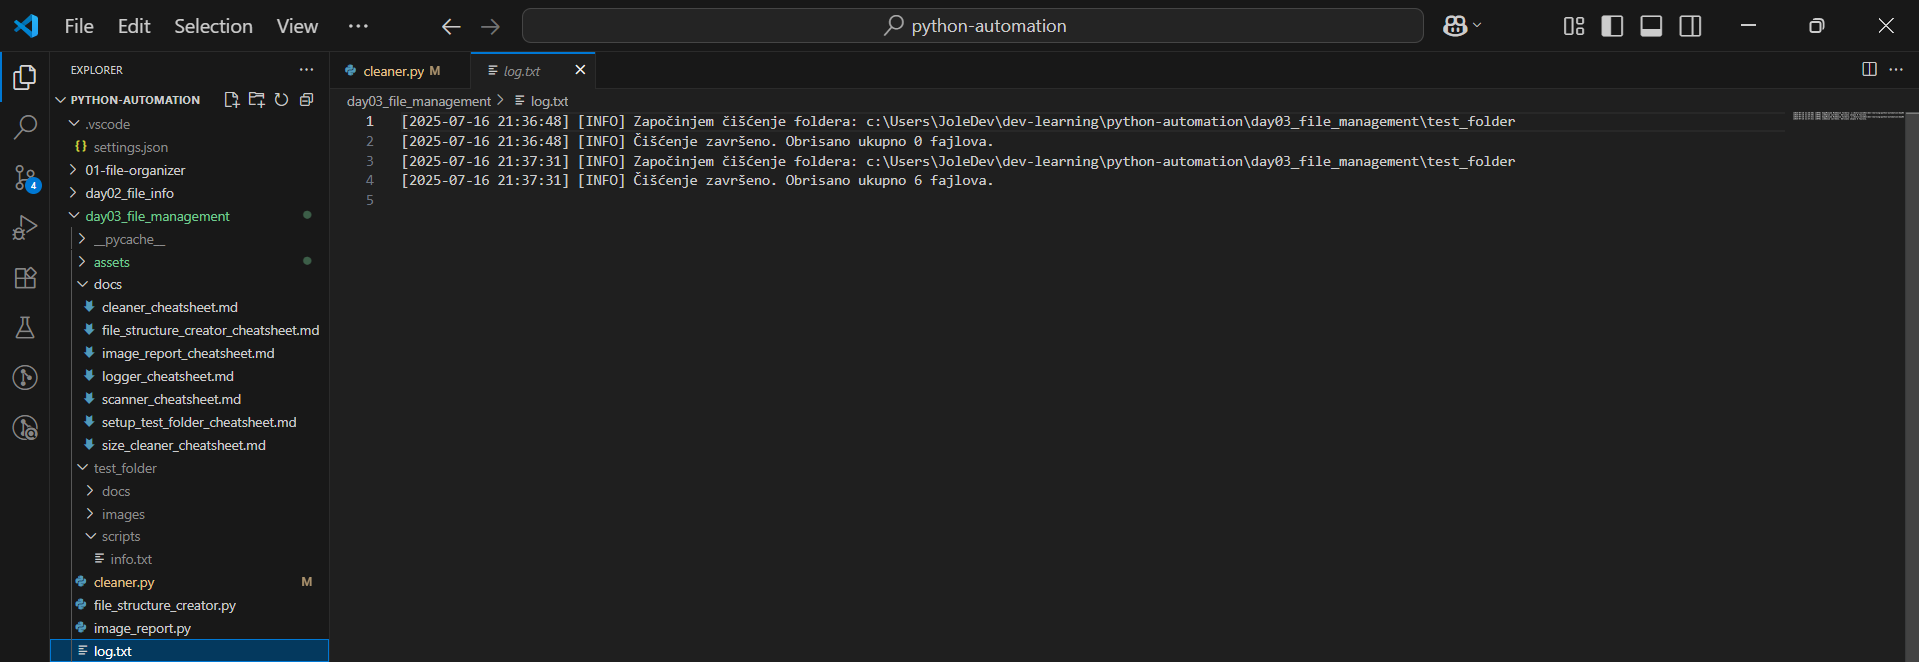 File Edit Selection View ··· python-automation
EXPLORER ···
PYTHON-AUTOMATION
.vscode
{} settings.json
01-file-organizer
4
day02_file_info
day03_file_management
__pycache__
assets
docs
cleaner_cheatsheet.md
file_structure_creator_cheatsheet.md
image_report_cheatsheet.md
logger_cheatsheet.md
scanner_cheatsheet.md
setup_test_folder_cheatsheet.md
size_cleaner_cheatsheet.md
test_folder
docs
images
scripts
info.txt
cleaner.py M
file_structure_creator.py
image_report.py
log.txt
cleaner.py M log.txt
day03_file_management > log.txt
1 [2025-07-16 21:36:48] [INFO] Započinjem čišćenje foldera: c:\Users\JoleDev\dev-learning\python-automation\day03_file_management\test_folder
2 [2025-07-16 21:36:48] [INFO] Čišćenje završeno. Obrisano ukupno 0 fajlova.
3 [2025-07-16 21:37:31] [INFO] Započinjem čišćenje foldera: c:\Users\JoleDev\dev-learning\python-automation\day03_file_management\test_folder
4 [2025-07-16 21:37:31] [INFO] Čišćenje završeno. Obrisano ukupno 6 fajlova.
5